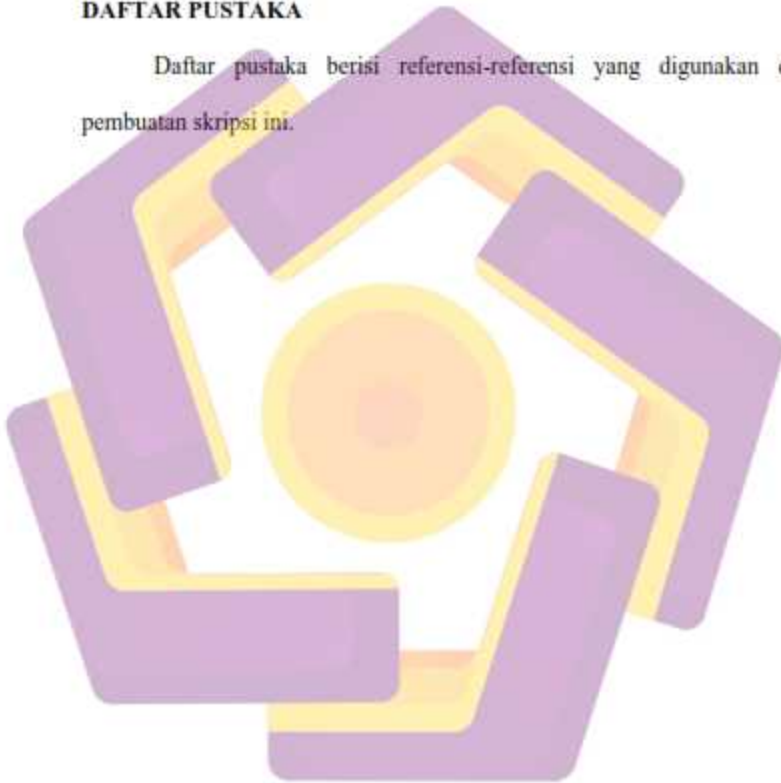 DAFTAR PUSTAKA
Daftar pustaka berisi referensi-referensi yang digunakan
pembuatan skripsi ini.